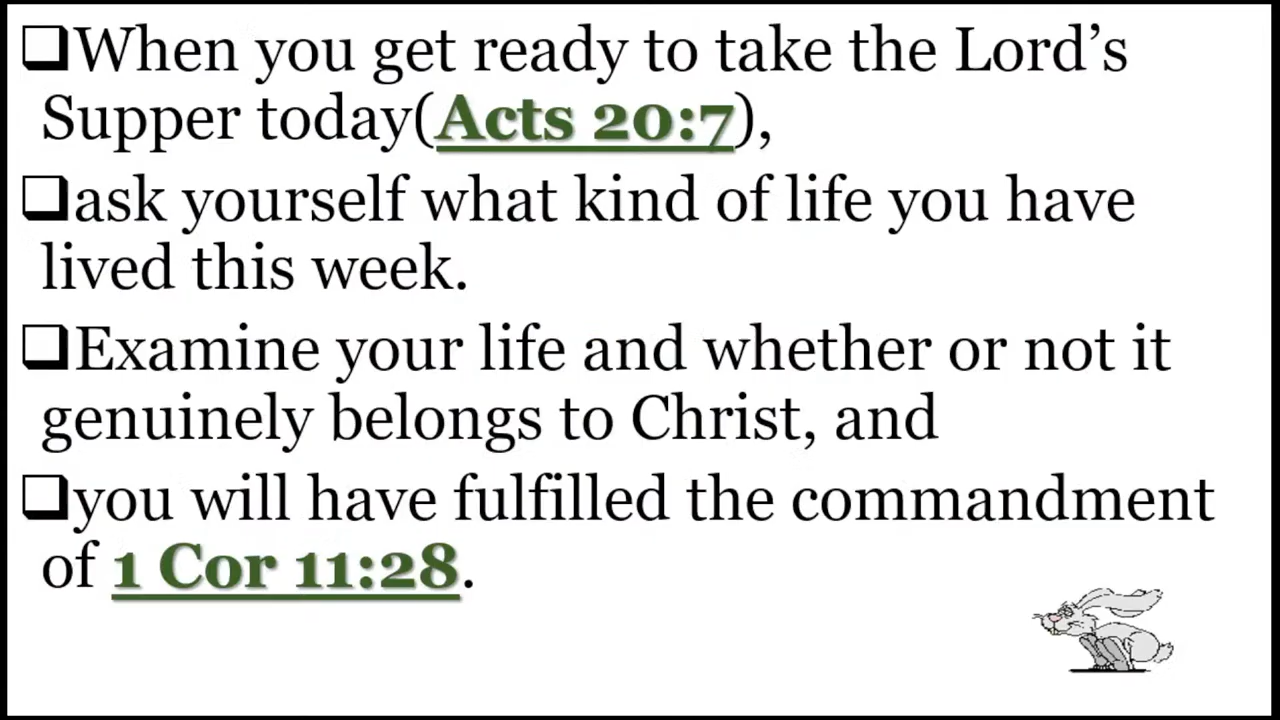 ❑When you get ready to take the Lord’s
Supper today(Acts 20:7),
❑ask yourself what kind of life you have
lived this week.
❑Examine your life and whether or not it
genuinely belongs to Christ, and
❑you will have fulfilled the commandment
of 1 Cor 11:28.